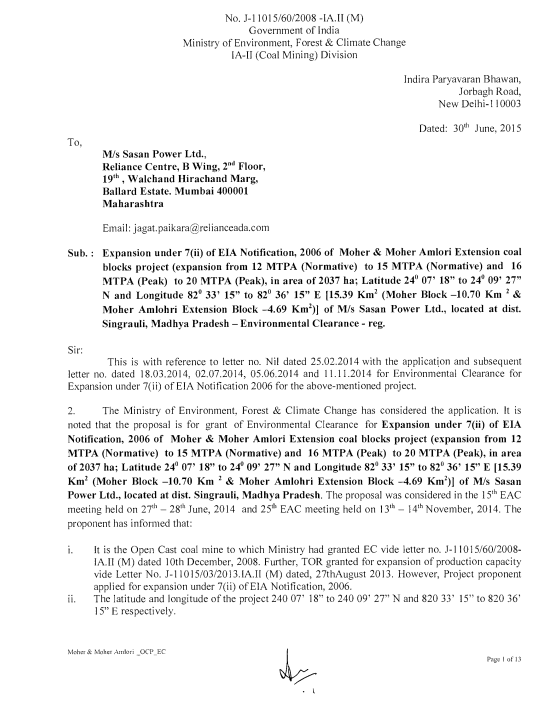 No. J-11015/60/2008 -IA.II (M)
Government of India
Ministry of Environment, Forest & Climate Change
IA-II (Coal Mining) Division
Indira Paryavaran Bhawan,
Jorbagh Road,
New Delhi-110003
Dated: 30th June, 2015
To,
M/s Sasan Power Ltd.,
Reliance Centre, B Wing, 2nd Floor,
19th , Walchand Hirachand Marg,
Ballard Estate. Mumbai 400001
Maharashtra
Email: jagat.paikara@relianceada.com
Sub. : Expansion under 7(ii) of EIA Notification, 2006 of Moher & Moher Amlori Extension coal
blocks project (expansion from 12 MTPA (Normative) to 15 MTPA (Normative) and 16
MTPA (Peak) to 20 MTPA (Peak), in area of 2037 ha; Latitude 24⁰ 07' 18" to 24⁰ 09' 27"
N and Longitude 82⁰ 33' 15" to 82⁰ 36' 15" E [15.39 Km² (Moher Block –10.70 Km ² &
Moher Amlohri Extension Block –4.69 Km²)] of M/s Sasan Power Ltd., located at dist.
Singrauli, Madhya Pradesh – Environmental Clearance - reg.
Sir:
This is with reference to letter no. Nil dated 25.02.2014 with the application and subsequent
letter no. dated 18.03.2014, 02.07.2014, 05.06.2014 and 11.11.2014 for Environmental Clearance for
Expansion under 7(ii) of EIA Notification 2006 for the above-mentioned project.
2. The Ministry of Environment, Forest & Climate Change has considered the application. It is
noted that the proposal is for grant of Environmental Clearance for Expansion under 7(ii) of EIA
Notification, 2006 of Moher & Moher Amlori Extension coal blocks project (expansion from 12
MTPA (Normative) to 15 MTPA (Normative) and 16 MTPA (Peak) to 20 MTPA (Peak), in area
of 2037 ha; Latitude 24⁰ 07' 18" to 24⁰ 09' 27" N and Longitude 82⁰ 33' 15" to 82⁰ 36' 15" E [15.39
Km² (Moher Block –10.70 Km ² & Moher Amlohri Extension Block –4.69 Km²)] of M/s Sasan
Power Ltd., located at dist. Singrauli, Madhya Pradesh. The proposal was considered in the 15th EAC
meeting held on 27th – 28th June, 2014 and 25th EAC meeting held on 13th – 14th November, 2014. The
proponent has informed that:
i. It is the Open Cast coal mine to which Ministry had granted EC vide letter no. J-11015/60/2008-
IA.II (M) dated 10th December, 2008. Further, TOR granted for expansion of production capacity
vide Letter No. J-11015/03/2013.IA.II (M) dated, 27thAugust 2013. However, Project proponent
applied for expansion under 7(ii) of EIA Notification, 2006.
ii. The latitude and longitude of the project 240 07' 18" to 240 09' 27" N and 820 33' 15" to 820 36'
15" E respectively.
Moher & Moher Amlori _OCP_EC
Page 1 of 13